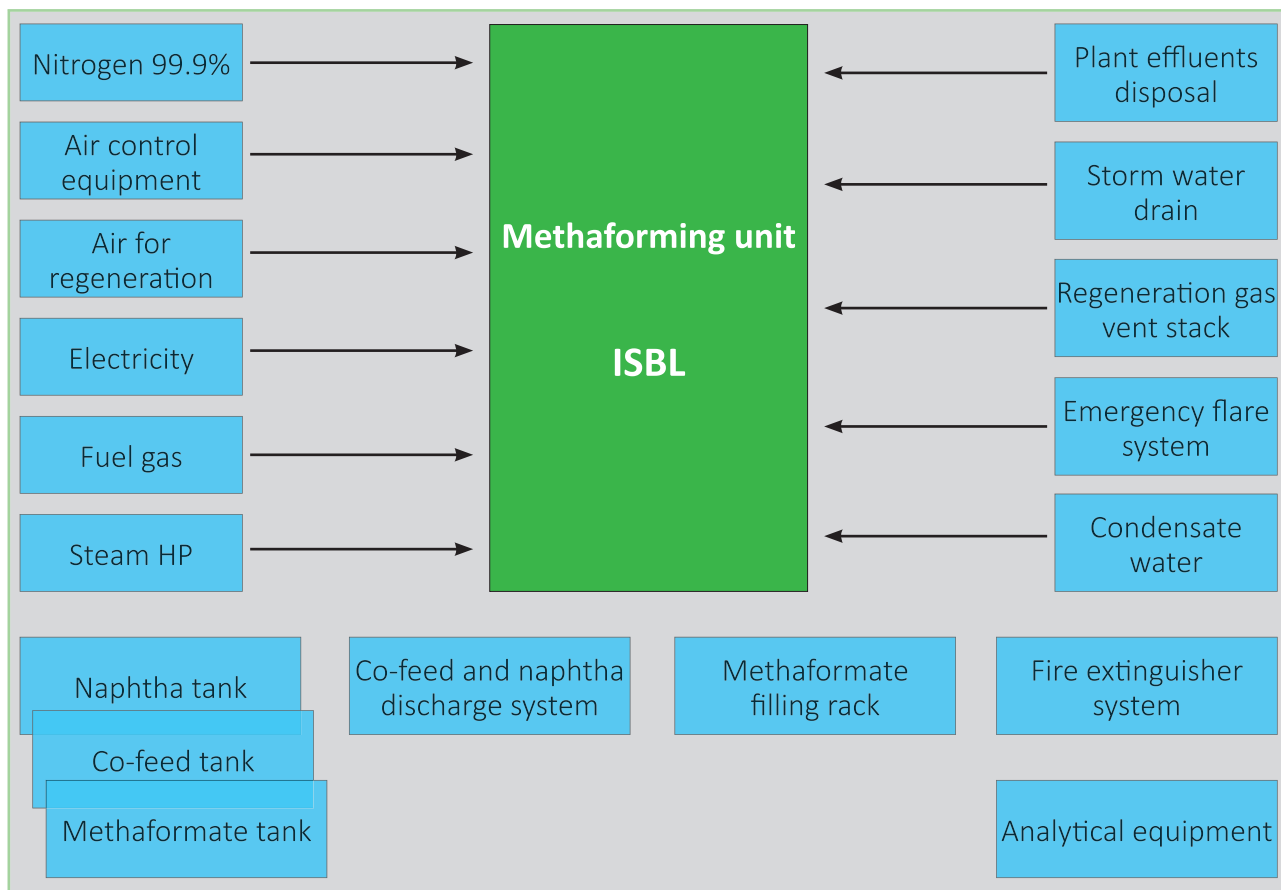 Nitrogen 99.9%
Air control
equipment
Air for
regeneration
Electricity
Fuel gas
Steam HP
Methaforming unit
ISBL
Plant effluents
disposal
Storm water
drain
Regeneration gas
vent stack
Emergency flare
system
Condensate
water
Naphtha tank
Co-feed tank
Methaformate tank
Co-feed and naphtha
discharge system
Methaformate
filling rack
Fire extinguisher
system
Analytical equipment